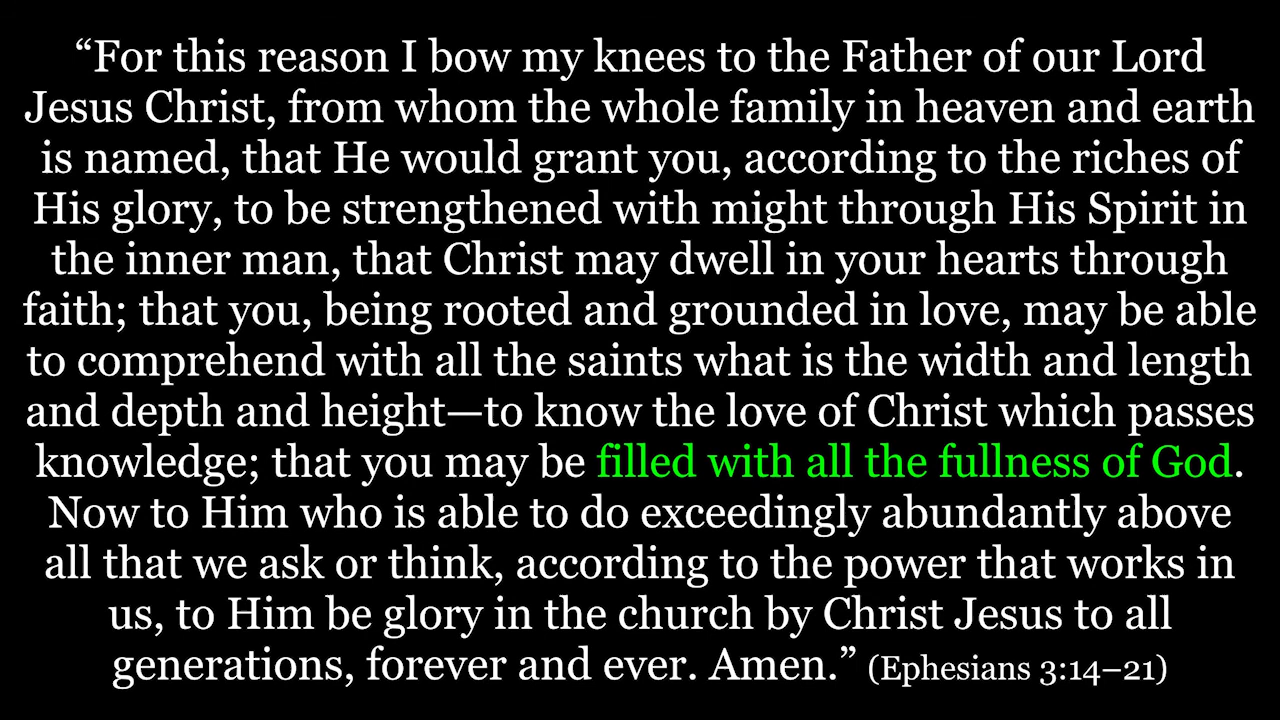 “For this reason I bow my knees to the Father of our Lord
Jesus Christ, from whom the whole family in heaven and earth
is named, that He would grant you, according to the riches of
His glory, to be strengthened with might through His Spirit in
the inner man, that Christ may dwell in your hearts through
faith; that you, being rooted and grounded in love, may be able
to comprehend with all the saints what is the width and length
and depth and height—to know the love of Christ which passes
knowledge; that you may be filled with all the fullness of God.
Now to Him who is able to do exceedingly abundantly above
all that we ask or think, according to the power that works in
us, to Him be glory in the church by Christ Jesus to all
generations, forever and ever. Amen.” (Ephesians 3:14–21)